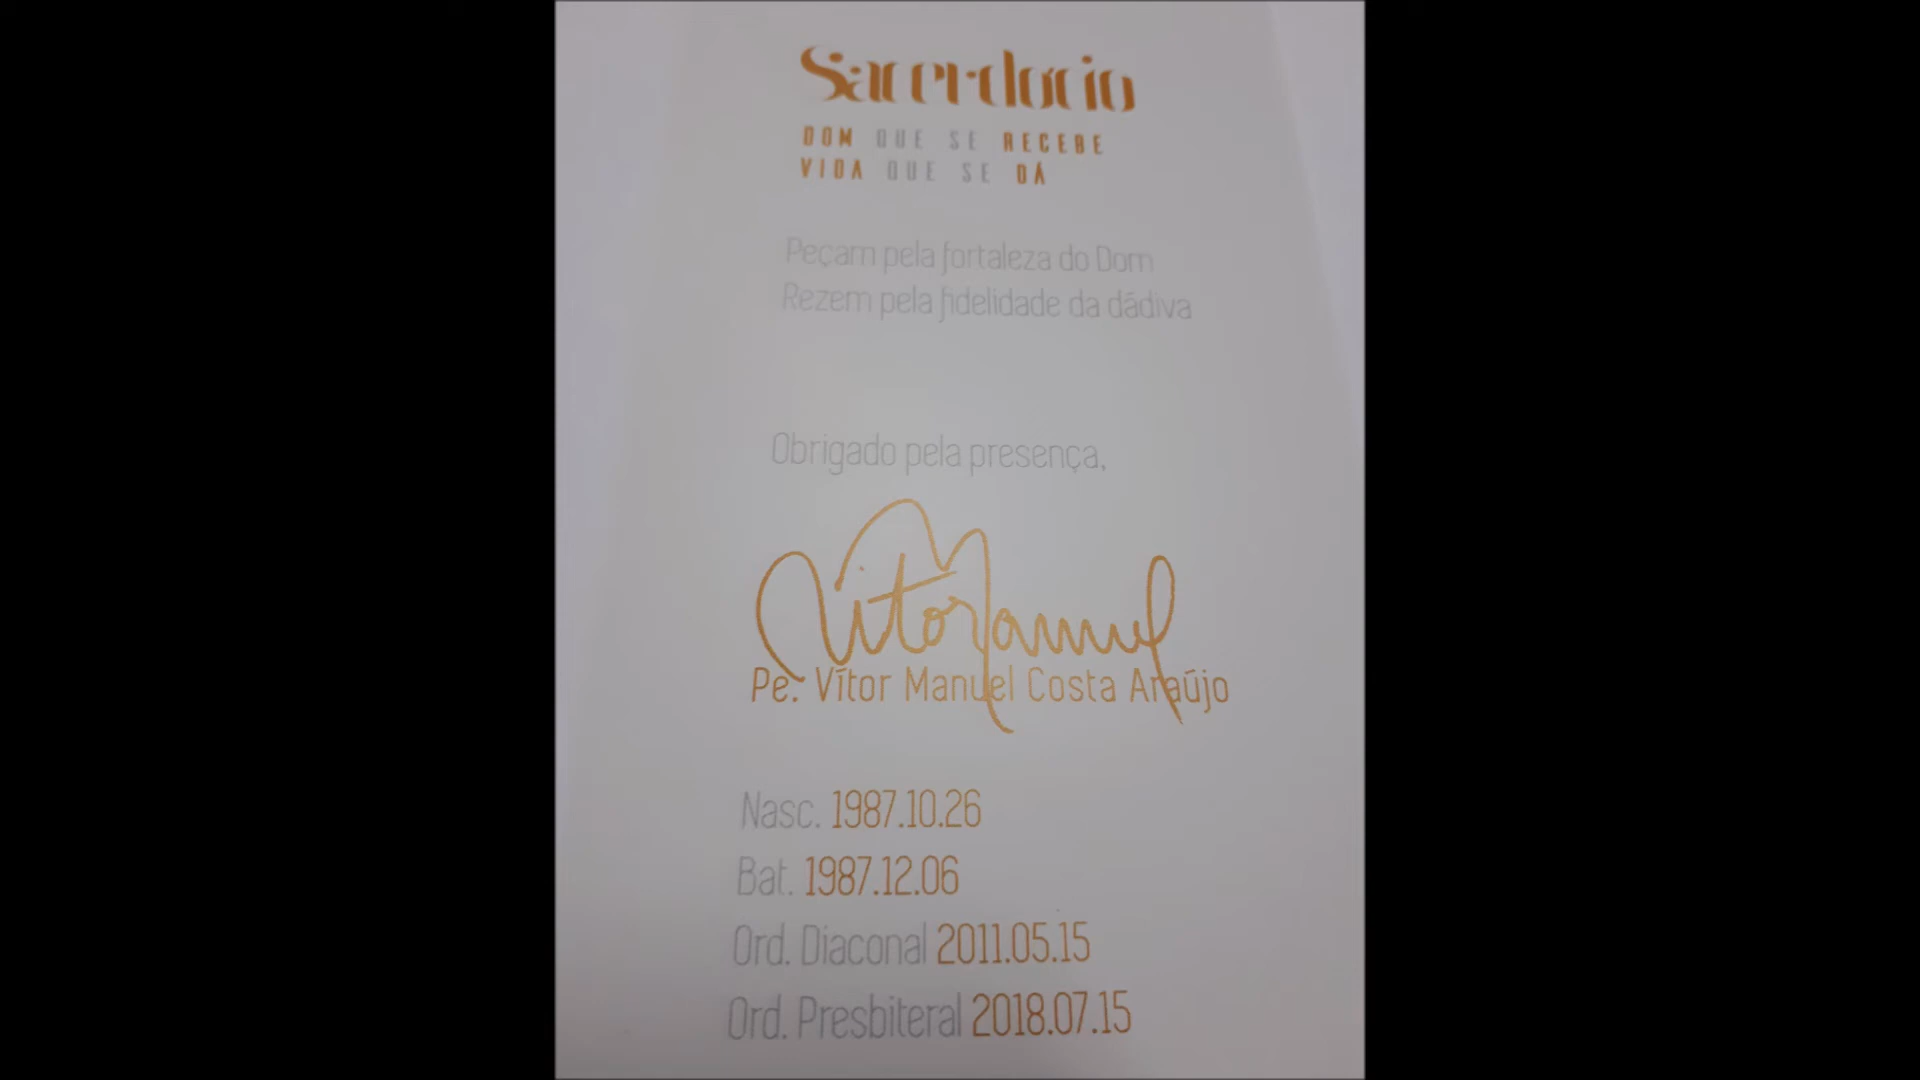 Sacerdócio
DOM QUE SE RECEBE
VIDA QUE SE DÁ
Peçam pela fortaleza do Dom
Rezem pela fidelidade da dádiva
Obrigado pela presença,
Vitor Manuel
Pe. Vítor Manuel Costa Araújo
Nasc. 1987.10.26
Bat. 1987.12.06
Ord. Diaconal 2011.05.15
Ord. Presbiteral 2018.07.15